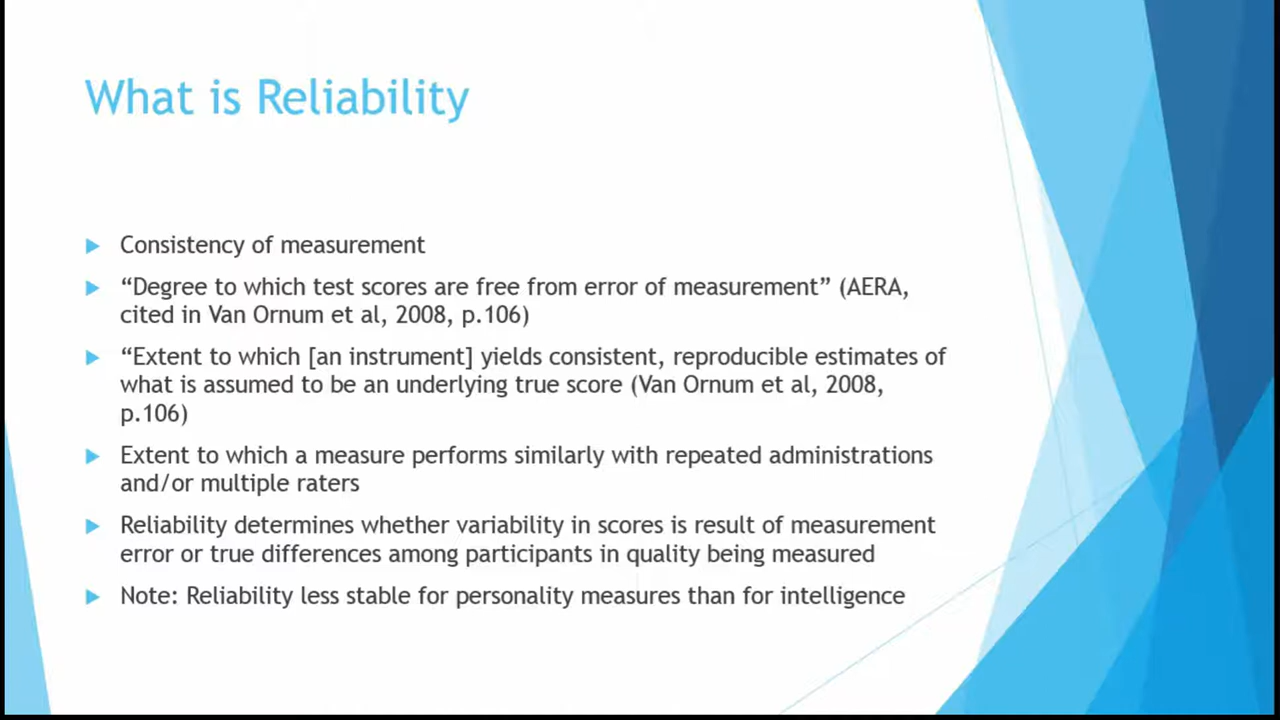 What is Reliability
Consistency of measurement
“Degree to which test scores are free from error of measurement” (AERA,
cited in Van Ornum et al, 2008, p.106)
“Extent to which [an instrument] yields consistent, reproducible estimates of
what is assumed to be an underlying true score (Van Ornum et al, 2008,
p.106)
Extent to which a measure performs similarly with repeated administrations
and/or multiple raters
Reliability determines whether variability in scores is result of measurement
error or true differences among participants in quality being measured
Note: Reliability less stable for personality measures than for intelligence